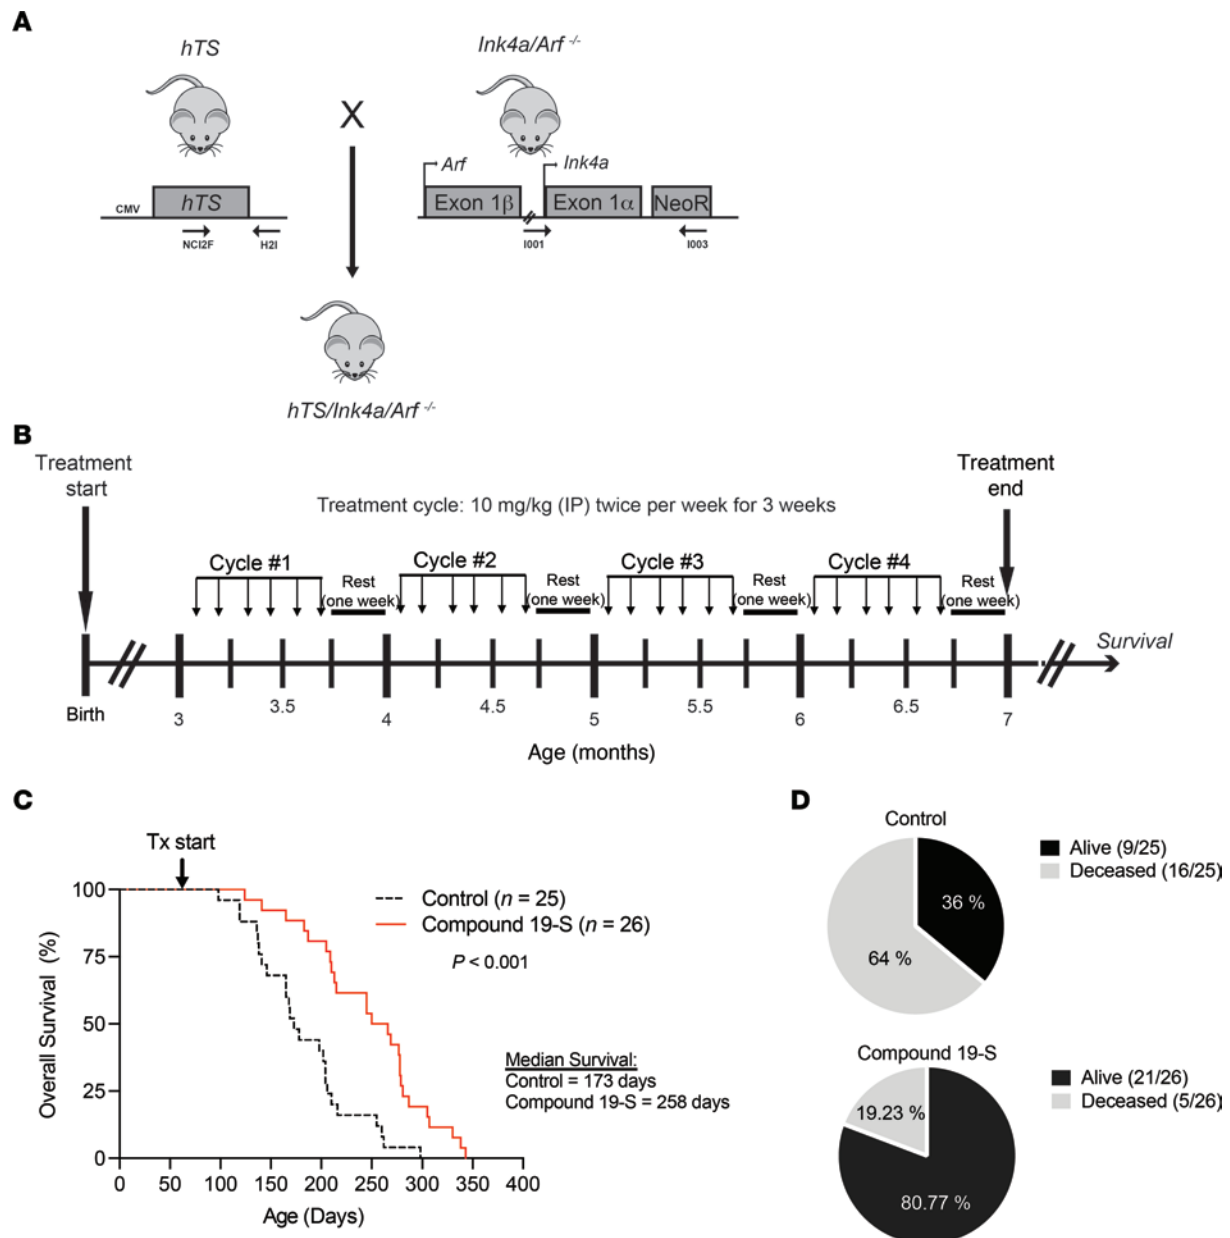 A
hTS
Ink4a/Arf -/-
X
Arf
Ink4a
CMV
hTS
Exon 1β
Exon 1α
NeoR
NCI2F
H2I
I001
I003
hTS/Ink4a/Arf -/-
B
Treatment
start
Treatment
end
Treatment cycle: 10 mg/kg (IP) twice per week for 3 weeks
Cycle #1
Rest
(one week)
Cycle #2
Rest
(one week)
Cycle #3
Rest
(one week)
Cycle #4
Rest
(one week)
Survival
Birth
3
3.5
4
4.5
5
5.5
6
6.5
7
Age (months)
C
Tx start
Control (n = 25)
Compound 19-S (n = 26)
P < 0.001
Median Survival:
Control = 173 days
Compound 19-S = 258 days
Overall Survival (%)
100
75
50
25
0
0 50 100 150 200 250 300 350 400
Age (Days)
D
Control
36 %
64 %
Alive (9/25)
Deceased (16/25)
Compound 19-S
19.23 %
80.77 %
Alive (21/26)
Deceased (5/26)